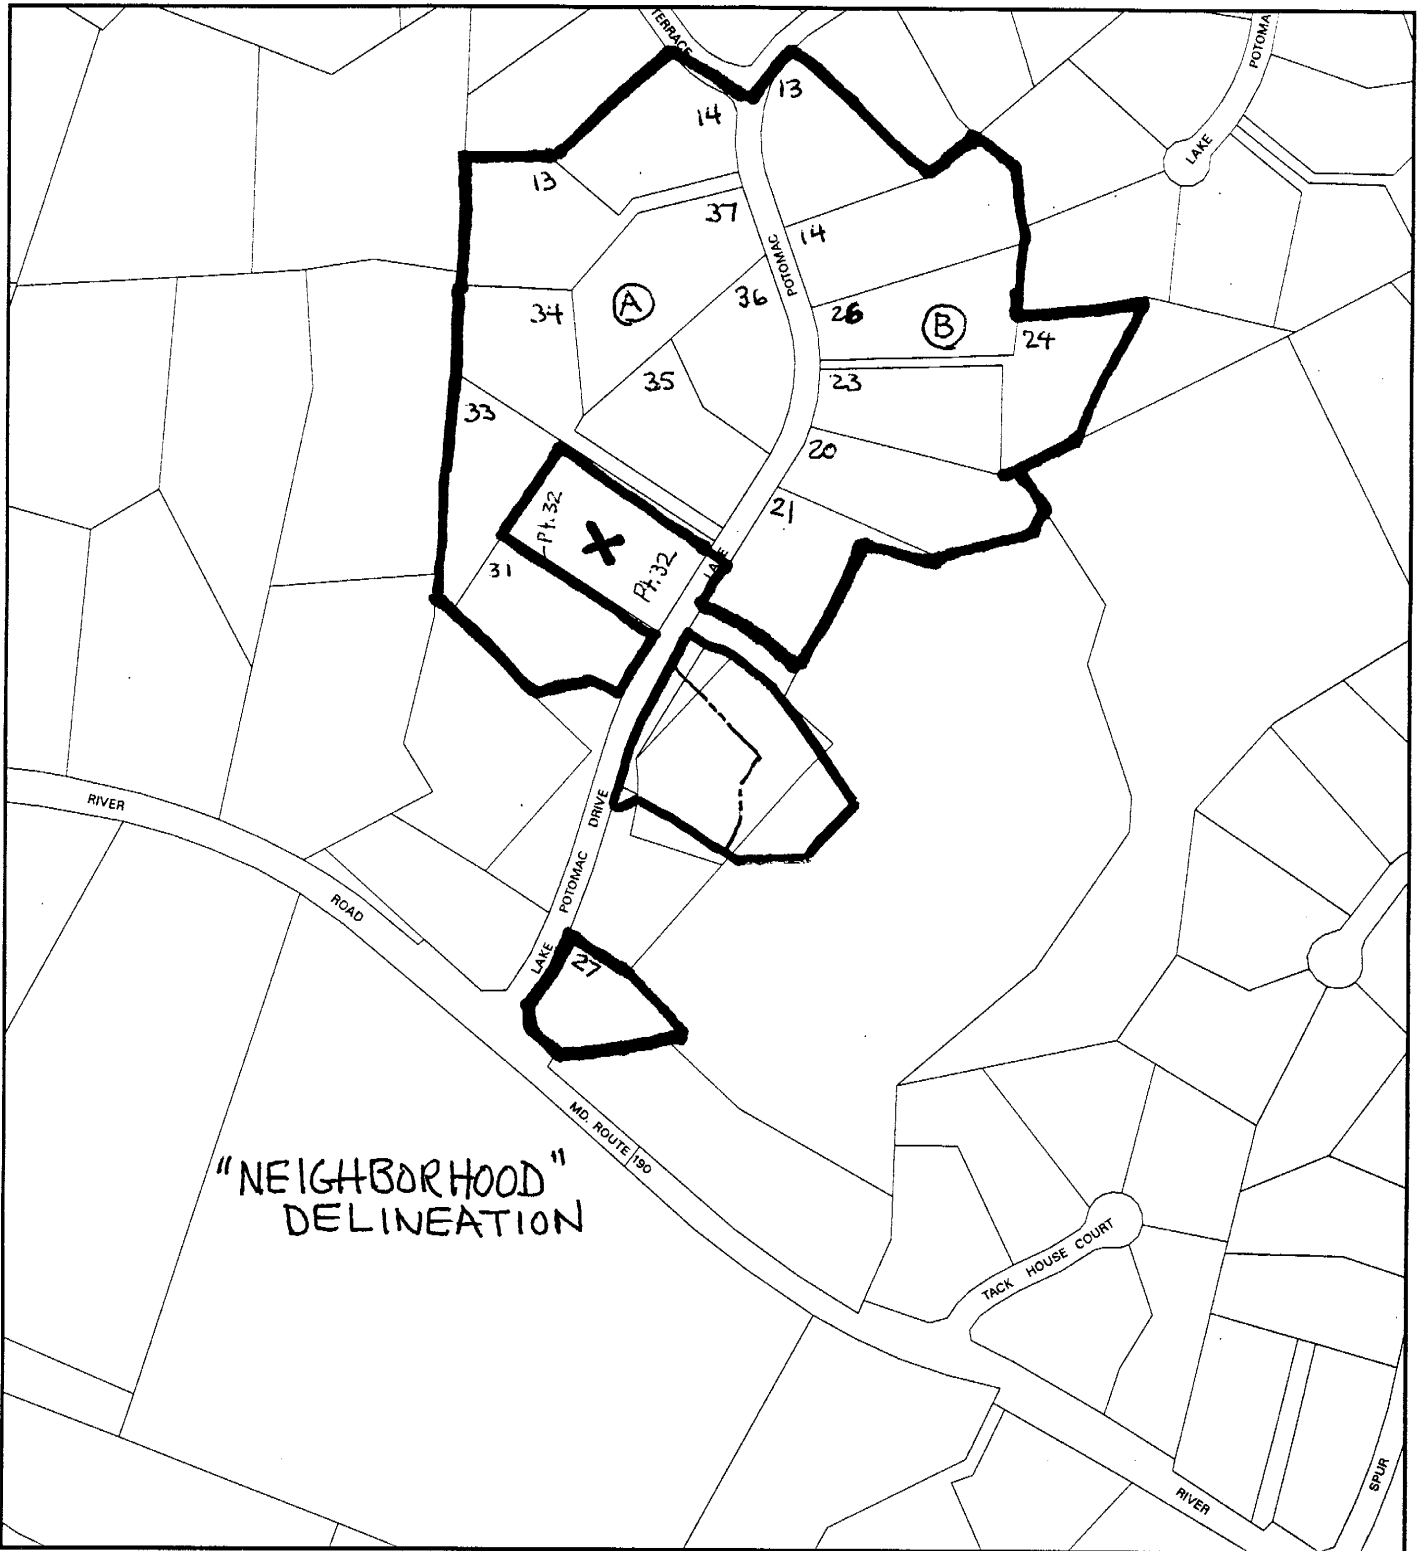 TERRACE
POTOMA
13
14
LAKE
13
37
14
POTOMAC
36
34
A
26
B
24
35
23
33
20
21
Pt.32
X
Pt.32
LAKE
31
RIVER
DRIVE
POTOMAC
ROAD
LAKE
27
MD. ROUTE 190
"NEIGHBORHOOD"
DELINEATION
TACK HOUSE COURT
RIVER
SPUR